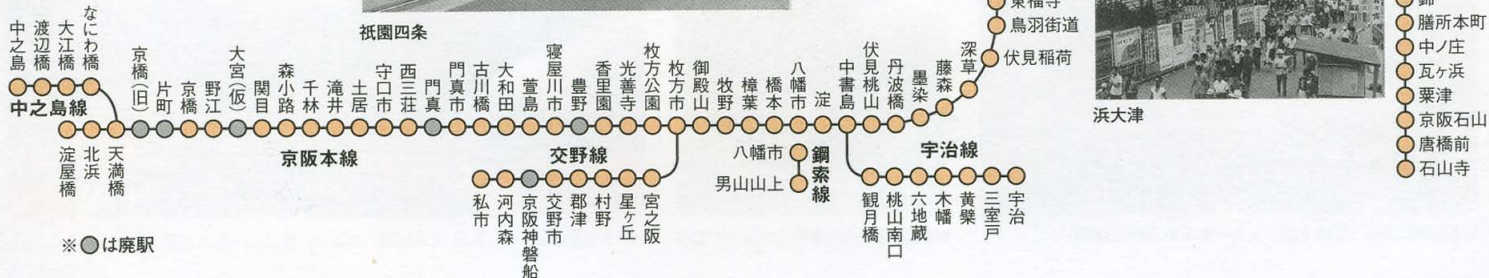 祇園四条
中之島
渡辺橋
大江橋
なにわ橋
中之島線
淀屋橋
北浜
天満橋
京橋(旧)
片町
京橋
野江
大宮(仮)
関目
森小路
千林
滝井
土居
守口市
西三荘
門真
門真市
古川橋
大和田
萱島
寝屋川市
豊野
香里園
光善寺
枚方公園
枚方市
御殿山
牧野
樟葉
橋本
八幡市
淀
中書島
伏見桃山
丹波橋
墨染
藤森
深草
伏見稲荷
鳥羽街道
東福寺
京阪本線
交野線
私市
河内森
京阪神磐船
交野市
郡津
村野
星ヶ丘
宮之阪
八幡市
男山山上
鋼索線
宇治線
観月橋
桃山南口
六地蔵
木幡
黄檗
三室戸
宇治
※●は廃駅
浜大津
錦
膳所本町
中ノ庄
瓦ヶ浜
粟津
京阪石山
唐橋前
石山寺